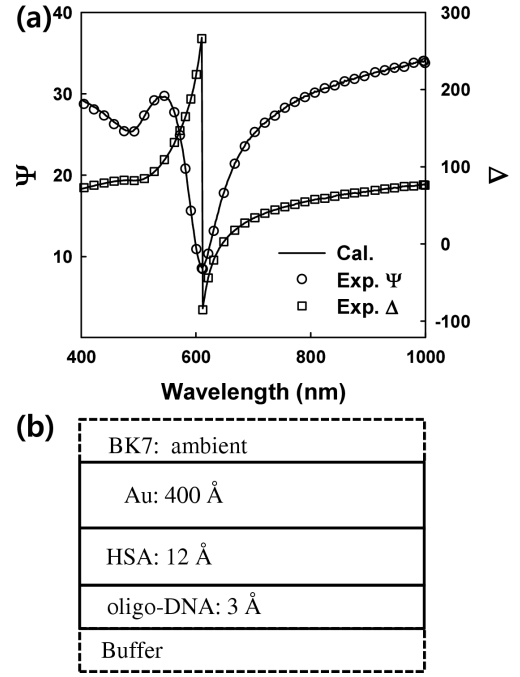 (a)
40
30
20
10
Ψ
300
200
100
0
-100
Δ
Cal.
Exp. Ψ
Exp. Δ
400 600 800 1000
Wavelength (nm)
(b)
BK7: ambient
Au: 400 Å
HSA: 12 Å
oligo-DNA: 3 Å
Buffer